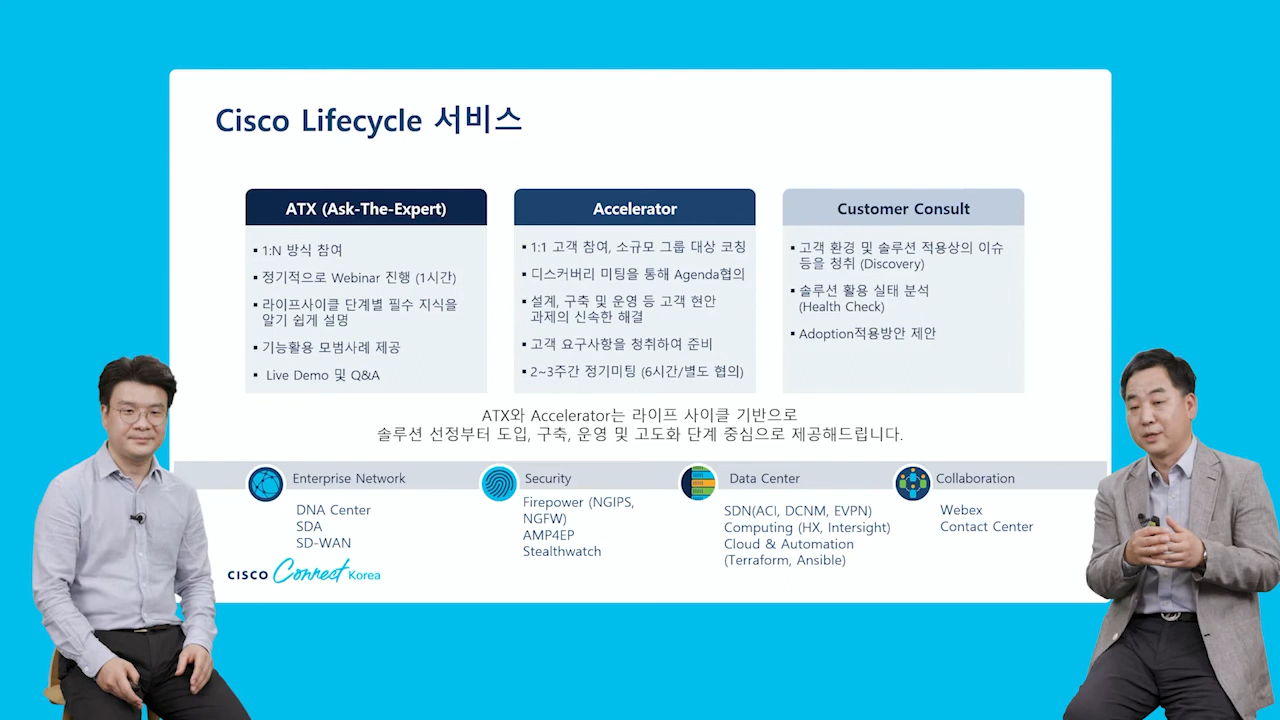 Cisco Lifecycle 서비스
ATX (Ask-The-Expert)
▪ 1:N 방식 참여
▪ 정기적으로 Webinar 진행 (1시간)
▪ 라이프사이클 단계별 필수 지식을
알기 쉽게 설명
▪ 기능활용 모범사례 제공
▪ Live Demo 및 Q&A
Accelerator
▪ 1:1 고객 참여, 소규모 그룹 대상 코칭
▪ 디스커버리 미팅을 통해 Agenda협의
▪ 설계, 구축 및 운영 등 고객 현안
과제의 신속한 해결
▪ 고객 요구사항을 청취하여 준비
▪ 2~3주간 정기미팅 (6시간/별도 협의)
Customer Consult
▪ 고객 환경 및 솔루션 적용상의 이슈
등을 청취 (Discovery)
▪ 솔루션 활용 실태 분석
(Health Check)
▪ Adoption적용방안 제안
ATX와 Accelerator는 라이프 사이클 기반으로
솔루션 선정부터 도입, 구축, 운영 및 고도화 단계 중심으로 제공해드립니다.
Enterprise Network
DNA Center
SDA
SD-WAN
Security
Firepower (NGIPS,
NGFW)
AMP4EP
Stealthwatch
Data Center
SDN(ACI, DCNM, EVPN)
Computing (HX, Intersight)
Cloud & Automation
(Terraform, Ansible)
Collaboration
Webex
Contact Center
CISCO Connect Korea